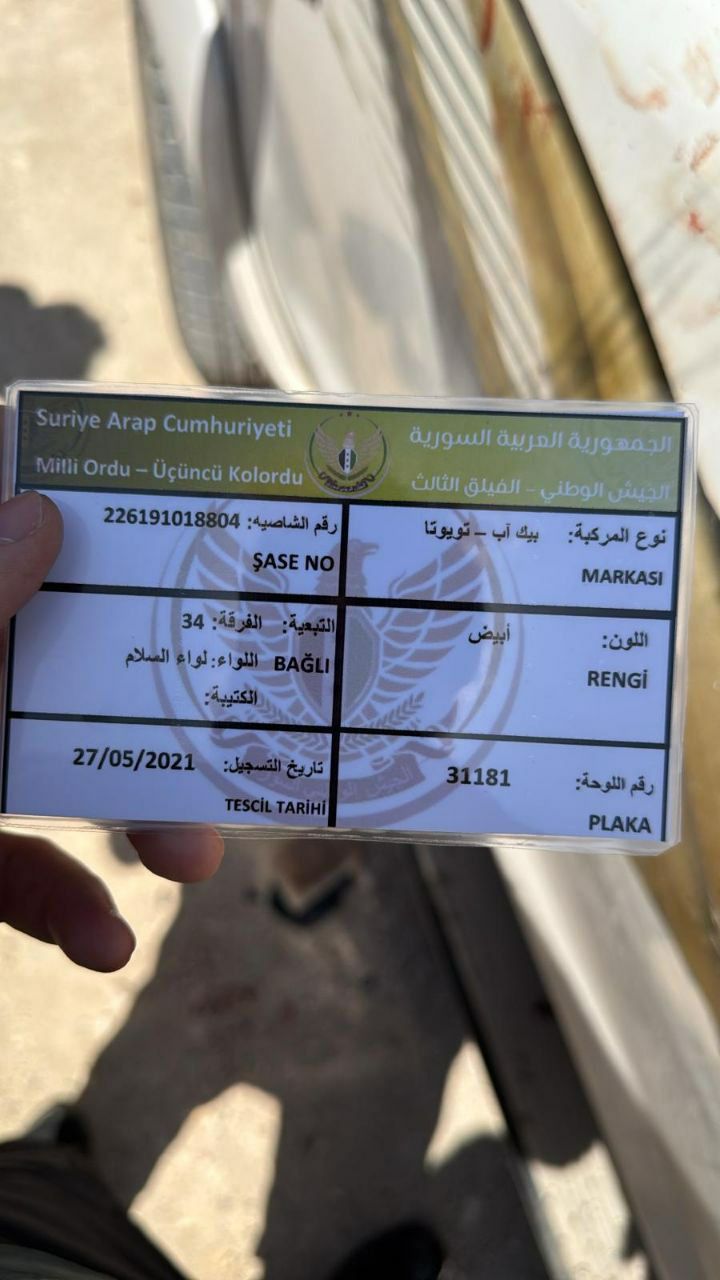 Suriye Arap Cumhuriyeti
الجمهورية العربية السورية
Milli Ordu – Üçüncü Kolordu
الجيش الوطني – الفيلق الثالث
نوع المركبة: بيك آب – تويوتا
MARKASI
رقم الشاصيه: 226191018804
ŞASE NO
اللون: أبيض
RENGİ
التبعية: الفرقة: 34
BAĞLI اللواء: لواء السلام
الكتيبة:
رقم اللوحة: 31181
PLAKA
تاريخ التسجيل: 27/05/2021
TESCİL TARİHİ